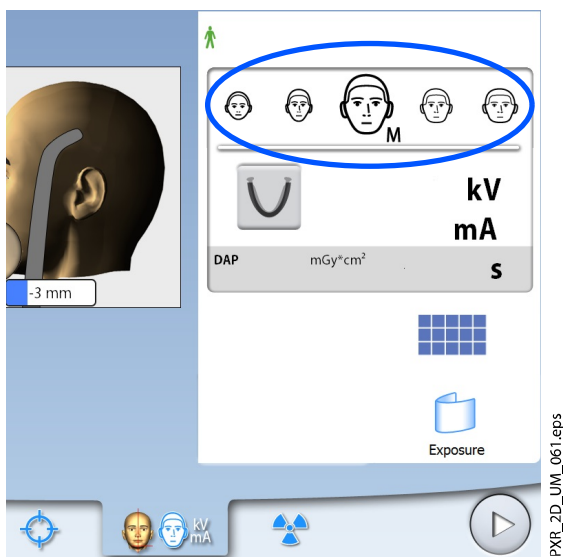 M
kV
mA
DAP mGy*cm²
s
-3 mm
Exposure
kV
mA
PXR_2D_UM_061.eps